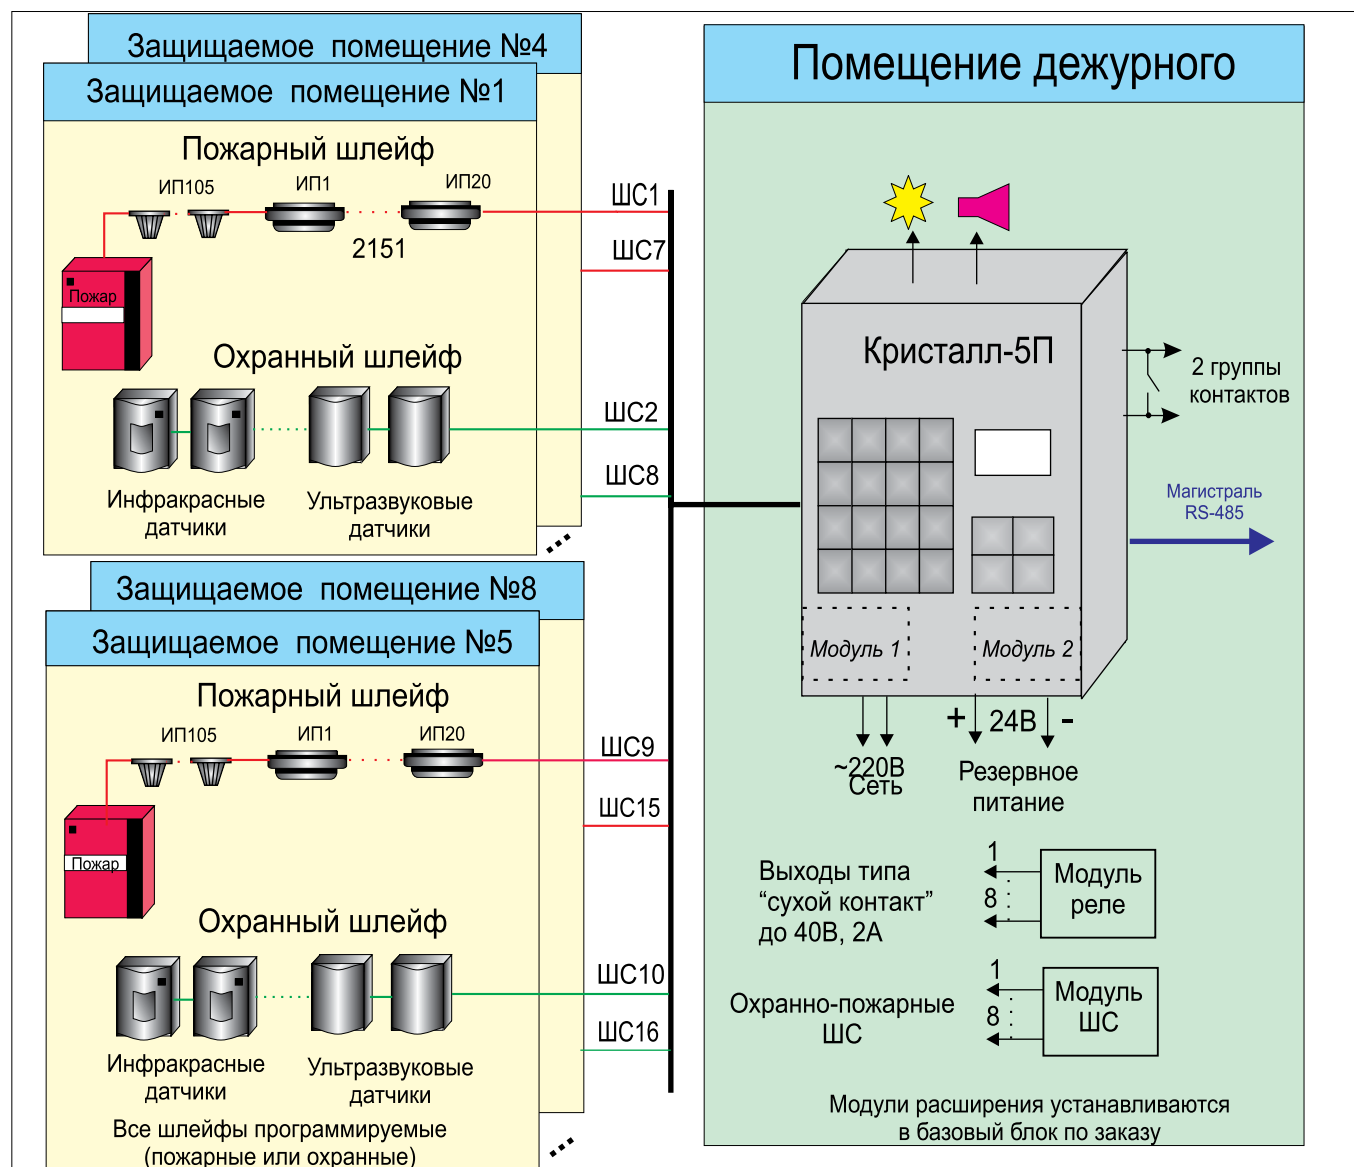 Защищаемое помещение №4
Защищаемое помещение №1
Пожарный шлейф
ИП105
ИП1
ИП20
2151
Пожар
Охранный шлейф
Инфракрасные
датчики
Ультразвуковые
датчики
ШС1
ШС7
ШС2
ШС8
Защищаемое помещение №8
Защищаемое помещение №5
Пожарный шлейф
ИП105
ИП1
ИП20
Пожар
Охранный шлейф
Инфракрасные
датчики
Ультразвуковые
датчики
Все шлейфы программируемые
(пожарные или охранные)
ШС9
ШС15
ШС10
ШС16
Помещение дежурного
Кристалл-5П
2 группы
контактов
Магистраль
RS-485
Модуль 1
Модуль 2
~220В
Сеть
+ 24В -
Резервное
питание
Выходы типа
“сухой контакт”
до 40В, 2А
1
8
Модуль
реле
Охранно-пожарные
ШС
1
8
Модуль
ШС
Модули расширения устанавливаются
в базовый блок по заказу